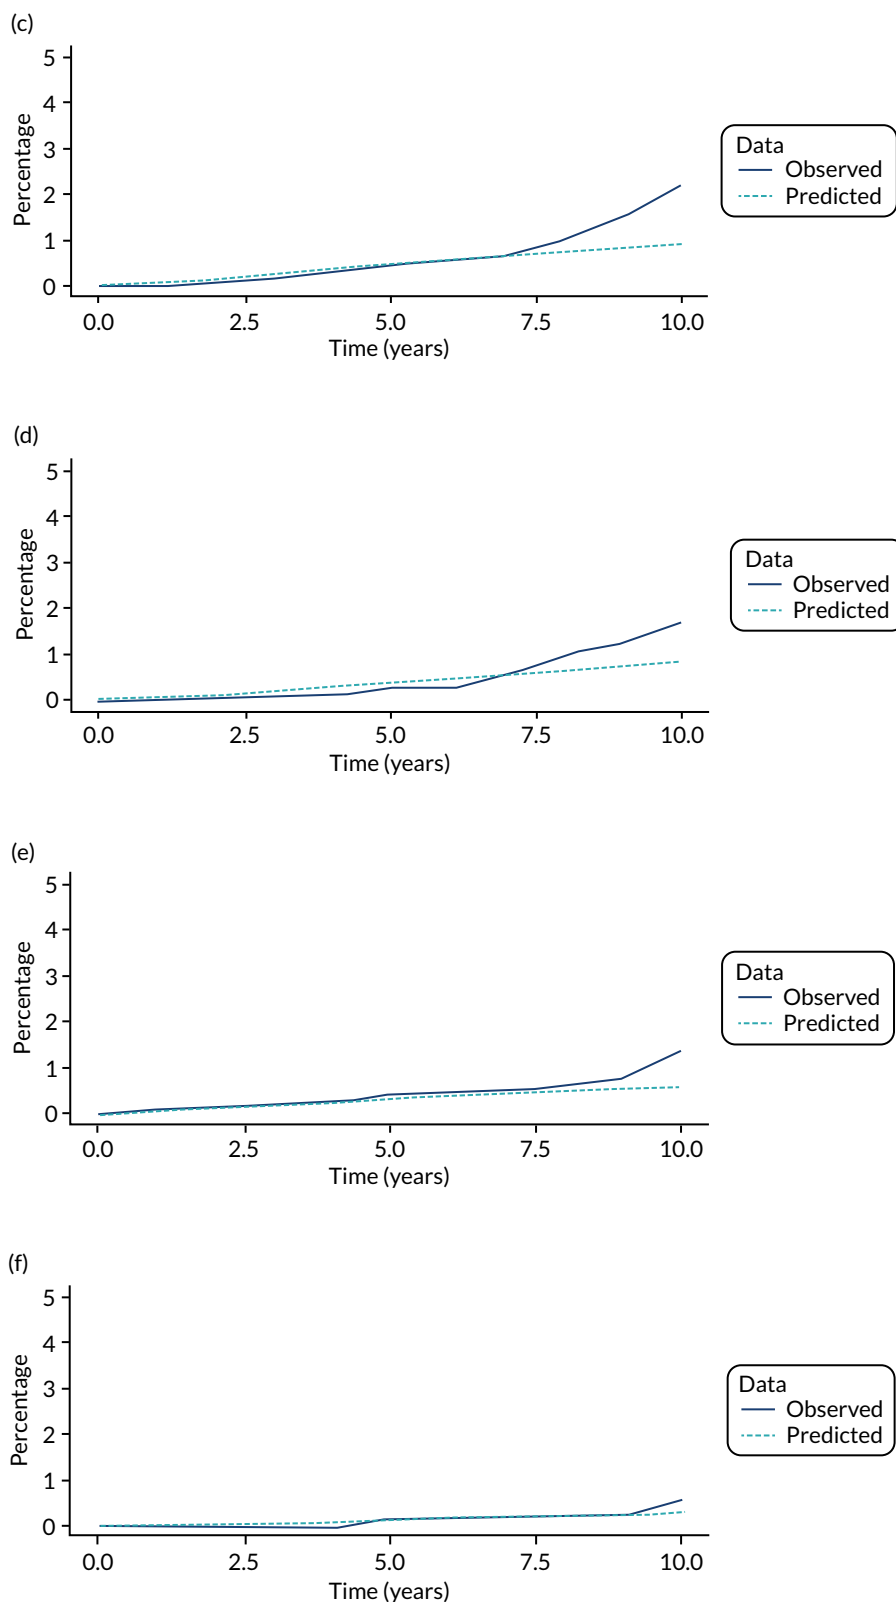 (c)
5
4
3
2
1
0
Percentage
0.0 2.5 5.0 7.5 10.0
Time (years)
Data
Observed
Predicted
(d)
5
4
3
2
1
0
Percentage
0.0 2.5 5.0 7.5 10.0
Time (years)
Data
Observed
Predicted
(e)
5
4
3
2
1
0
Percentage
0.0 2.5 5.0 7.5 10.0
Time (years)
Data
Observed
Predicted
(f)
5
4
3
2
1
0
Percentage
0.0 2.5 5.0 7.5 10.0
Time (years)
Data
Observed
Predicted